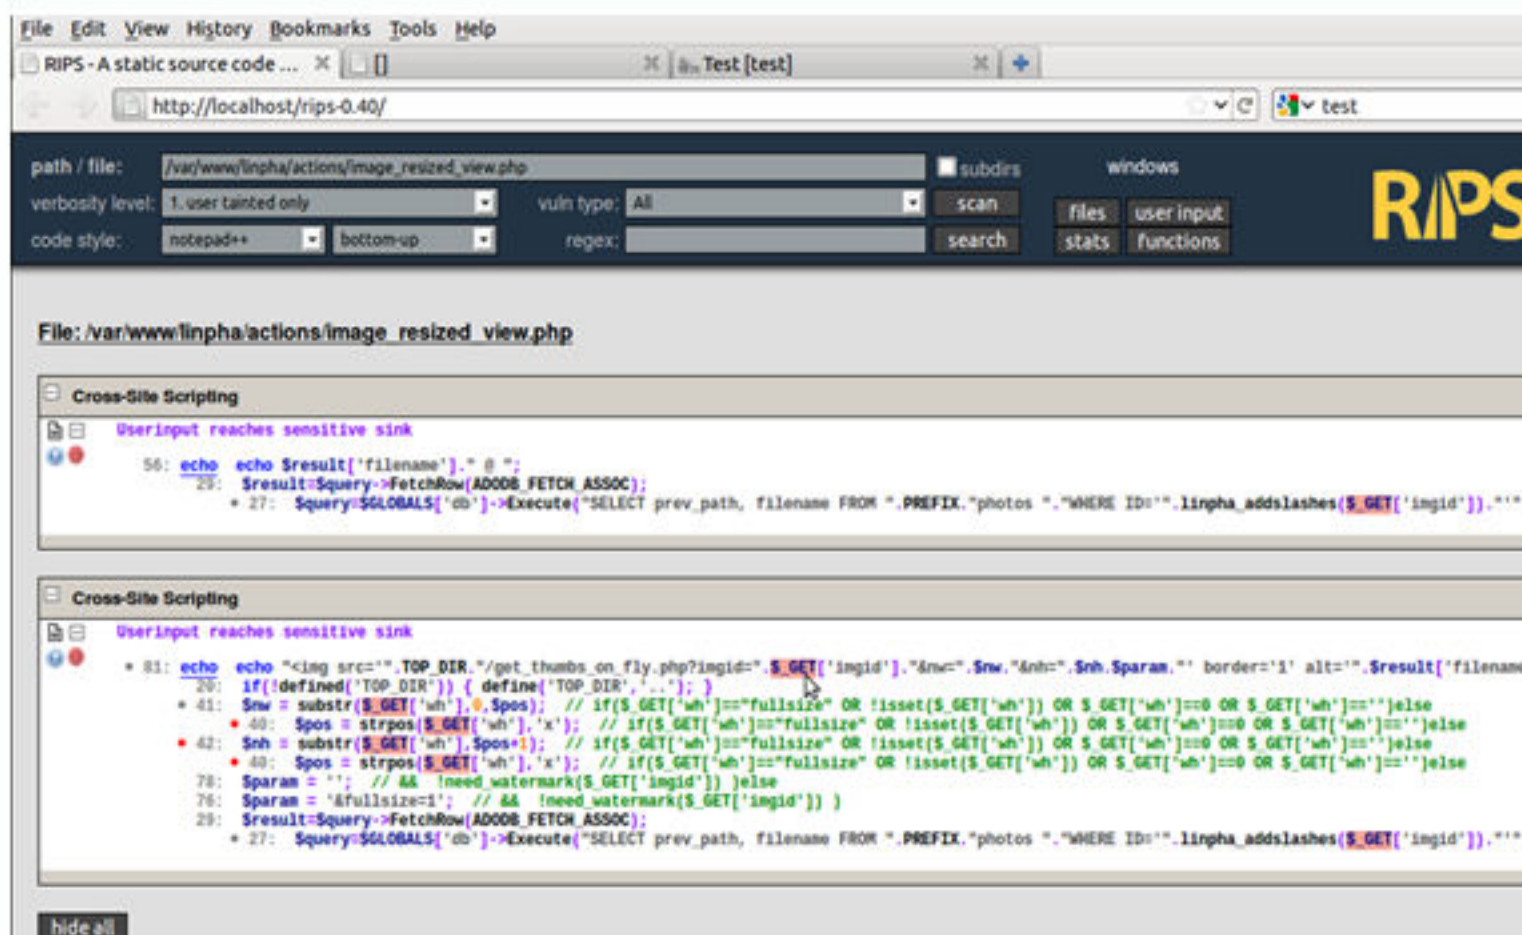 File Edit View History Bookmarks Tools Help
RIPS - A static source code ... [] Test [test]
http://localhost/rips-0.40/ test
path / file: /var/www/linpha/actions/image_resized_view.php subdirs windows RIPS
verbosity level: 1. user tainted only vuln type: All scan files user input
code style: notepad++ bottom-up regex: search stats functions
File: /var/www/linpha/actions/image_resized_view.php
Cross-Site Scripting
Userinput reaches sensitive sink
56: echo echo $result['filename']." @ ";
29: $result=$query->FetchRow(ADODB_FETCH_ASSOC);
27: $query=$GLOBALS['db']->Execute("SELECT prev_path, filename FROM ".PREFIX."photos "."WHERE ID='".linpha_addslashes($_GET['imgid'])."'"
Cross-Site Scripting
Userinput reaches sensitive sink
81: echo echo "<img src='".TOP_DIR."/get_thumbs_on_fly.php?imgid=".$_GET['imgid']."&nw=".$nw."&nh=".$nh.$param."' border='1' alt='".$result['filename
20: if(!defined('TOP_DIR')) { define('TOP_DIR','..'); }
41: $nw = substr($_GET['wh'],0,$pos); // if($_GET['wh']=="fullsize" OR !isset($_GET['wh']) OR $_GET['wh']==0 OR $_GET['wh']=='')else
40: $pos = strpos($_GET['wh'],'x'); // if($_GET['wh']=="fullsize" OR !isset($_GET['wh']) OR $_GET['wh']==0 OR $_GET['wh']=='')else
42: $nh = substr($_GET['wh'],$pos+1); // if($_GET['wh']=="fullsize" OR !isset($_GET['wh']) OR $_GET['wh']==0 OR $_GET['wh']=='')else
40: $pos = strpos($_GET['wh'],'x'); // if($_GET['wh']=="fullsize" OR !isset($_GET['wh']) OR $_GET['wh']==0 OR $_GET['wh']=='')else
78: $param = ''; // && !need_watermark($_GET['imgid']) )else
76: $param = '&fullsize=1'; // && !need_watermark($_GET['imgid']) )
29: $result=$query->FetchRow(ADODB_FETCH_ASSOC);
27: $query=$GLOBALS['db']->Execute("SELECT prev_path, filename FROM ".PREFIX."photos "."WHERE ID='".linpha_addslashes($_GET['imgid'])."'"
hide all